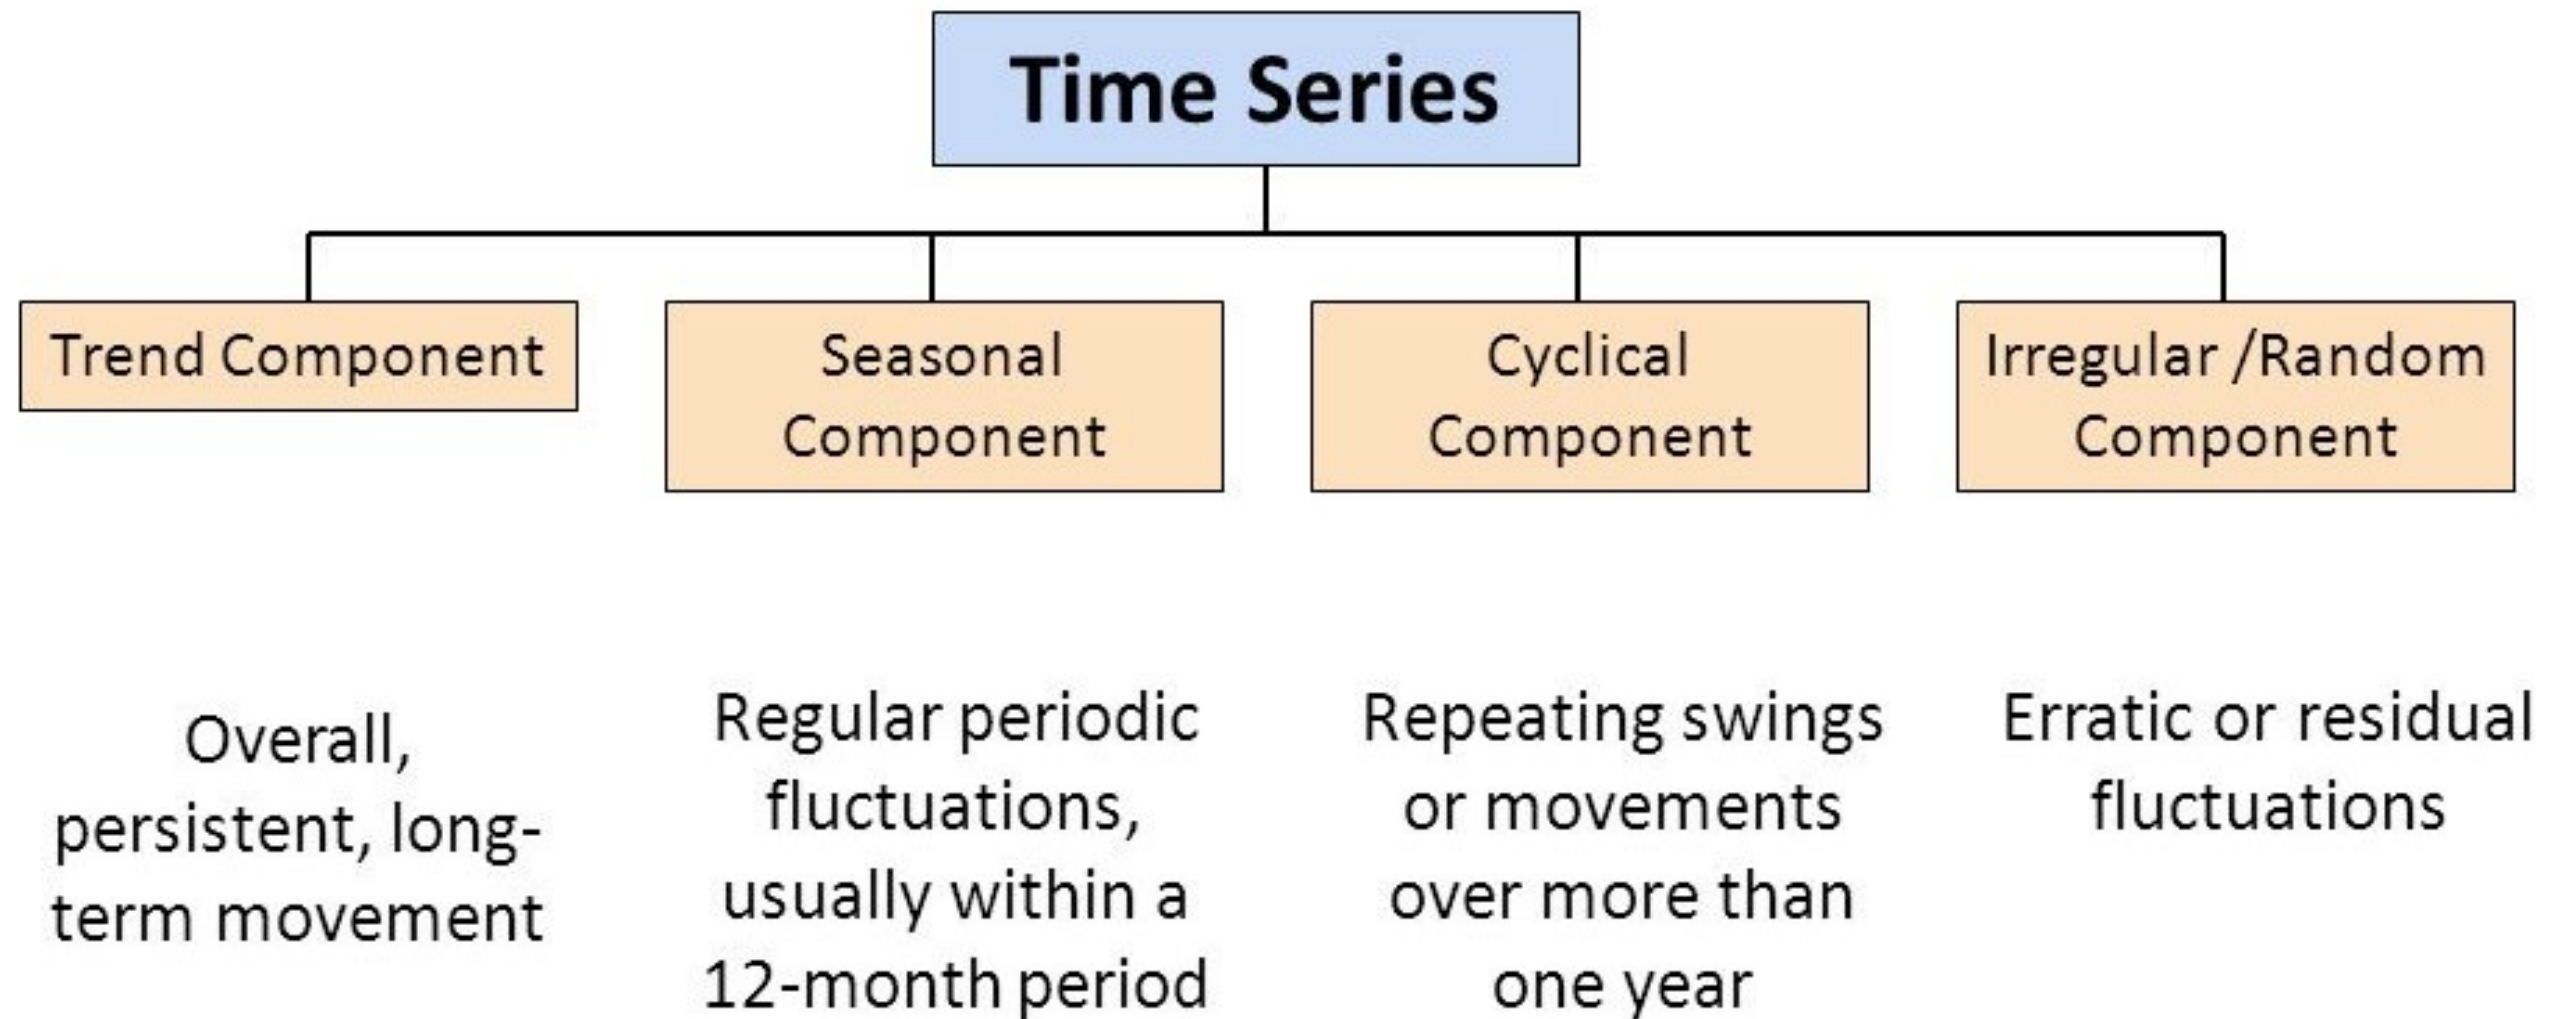 Time Series
Trend Component
Seasonal
Component
Cyclical
Component
Irregular /Random
Component
Overall,
persistent, long-
term movement
Regular periodic
fluctuations,
usually within a
12-month period
Repeating swings
or movements
over more than
one year
Erratic or residual
fluctuations